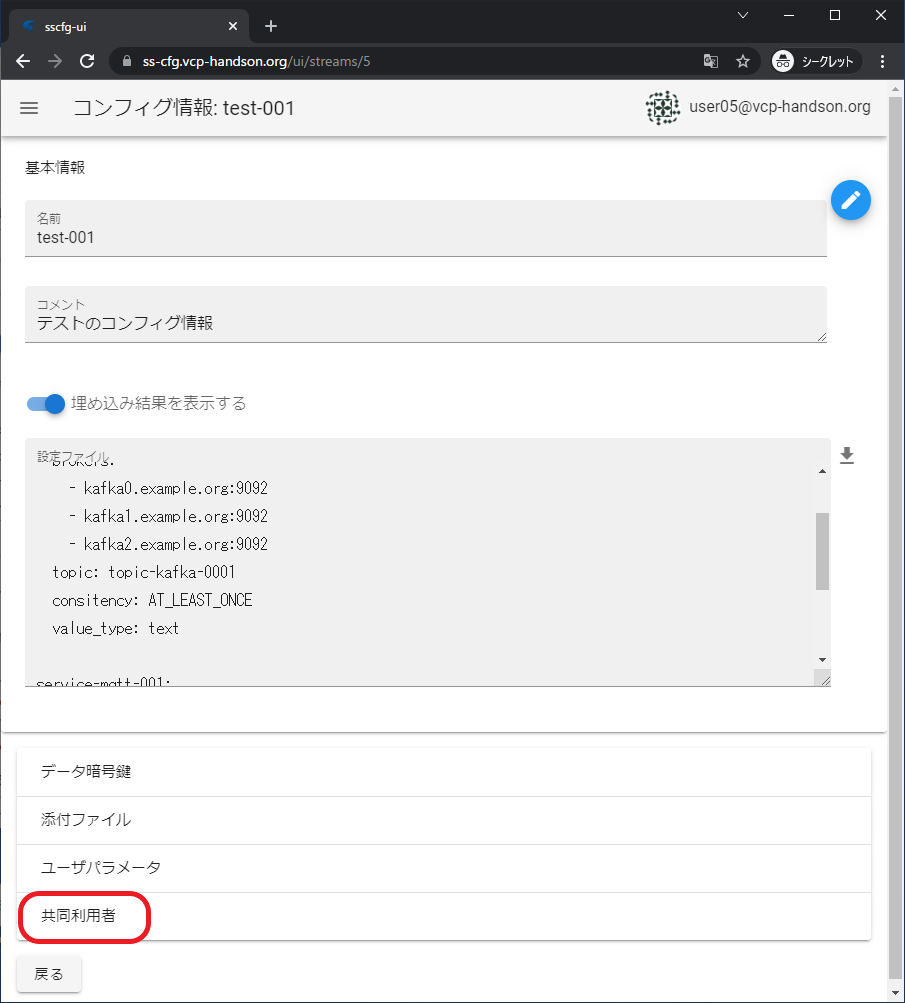 sscfg-ui
ss-cfg.vcp-handson.org/ui/streams/5
シークレット
コンフィグ情報: test-001
user05@vcp-handson.org
基本情報
名前
test-001
コメント
テストのコンフィグ情報
埋め込み結果を表示する
設定ファイル
brokers:
- kafka0.example.org:9092
- kafka1.example.org:9092
- kafka2.example.org:9092
topic: topic-kafka-0001
consitency: AT_LEAST_ONCE
value_type: text
service-mqtt-001:
データ暗号鍵
添付ファイル
ユーザパラメータ
共同利用者
戻る